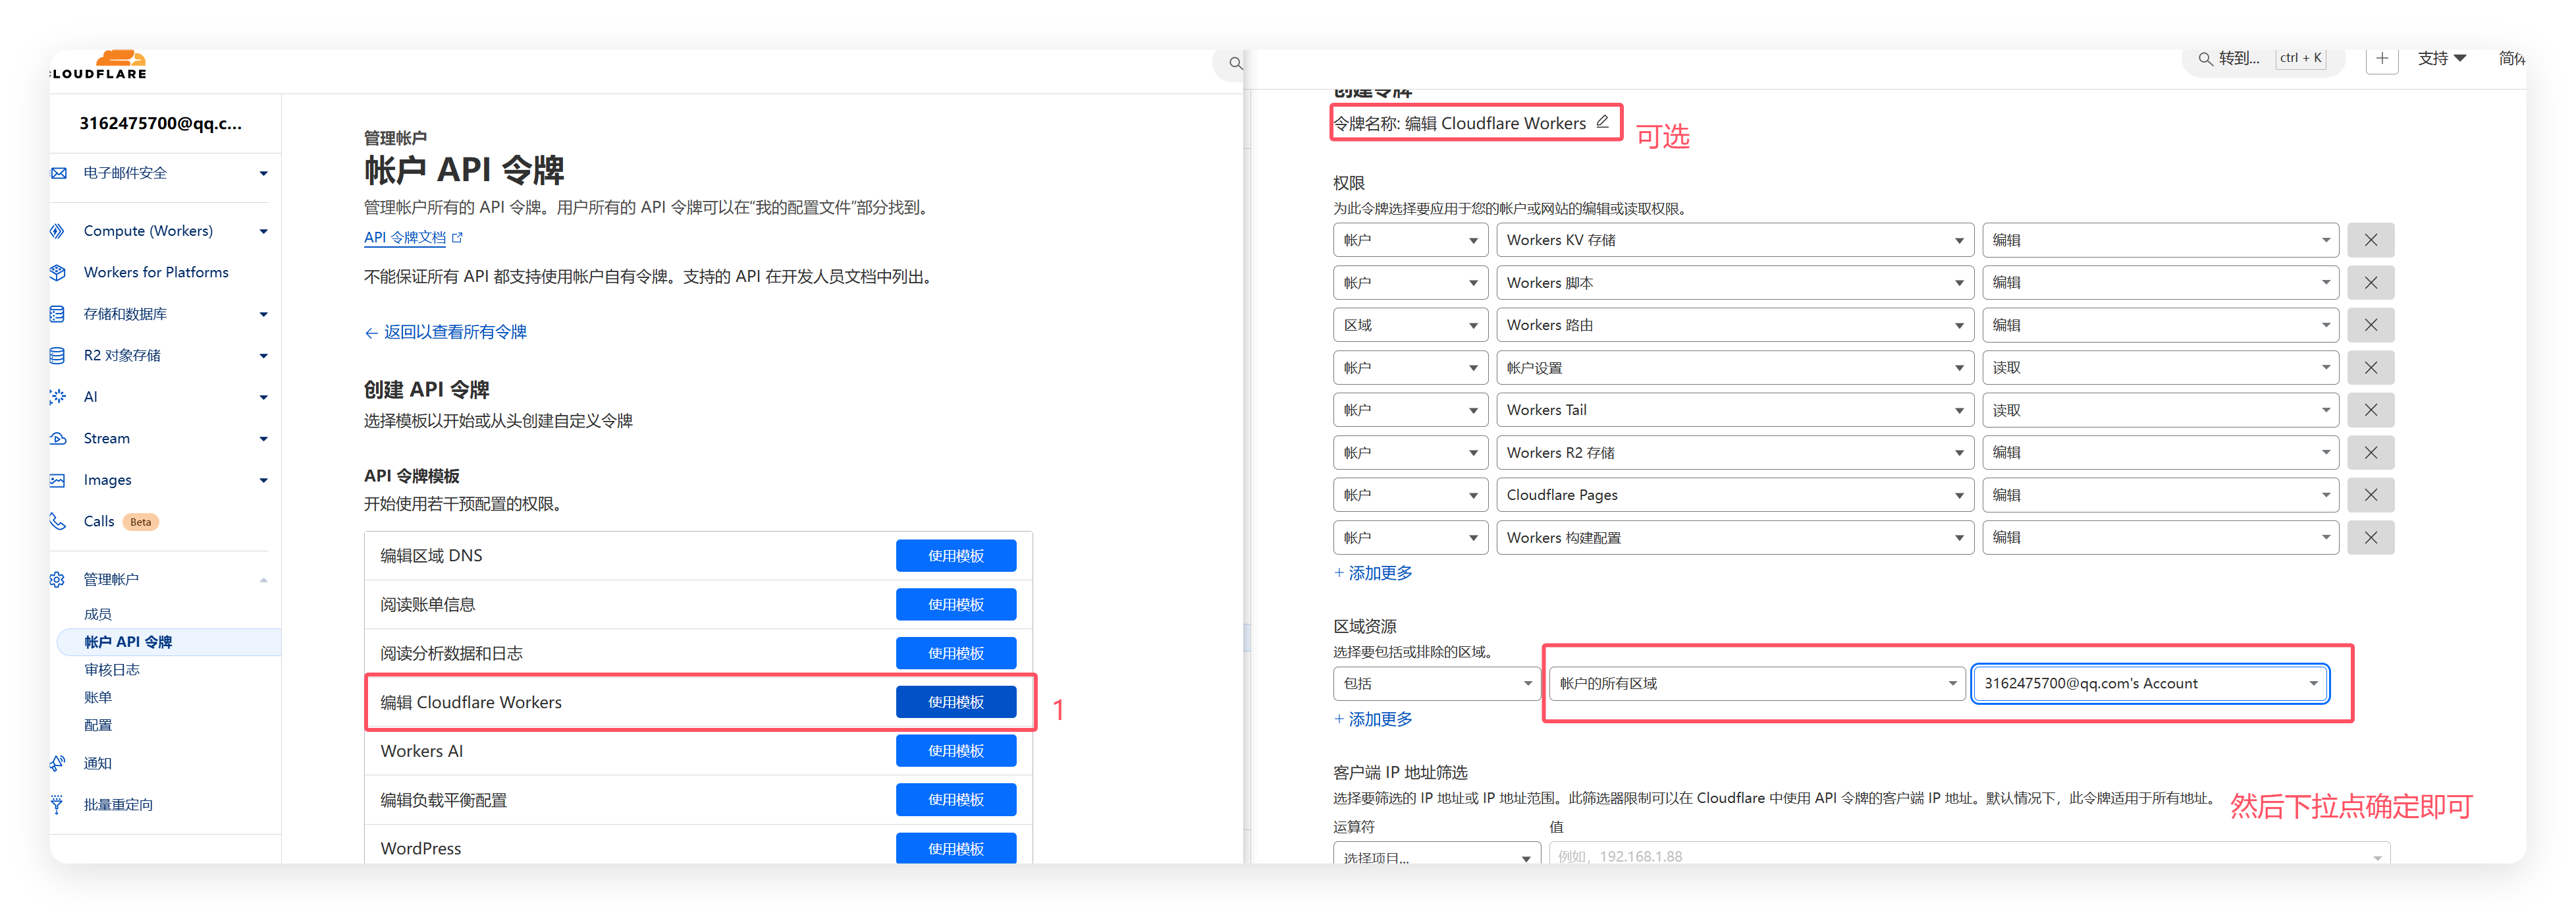 CLOUDFLARE
3162475700@qq.c...
电子邮件安全
Compute (Workers)
Workers for Platforms
存储和数据库
R2 对象存储
AI
Stream
Images
Calls Beta
管理帐户
成员
帐户 API 令牌
审核日志
账单
配置
通知
批量重定向
管理帐户
帐户 API 令牌
管理帐户所有的 API 令牌。用户所有的 API 令牌可以在“我的配置文件”部分找到。
API 令牌文档
不能保证所有 API 都支持使用帐户自有令牌。支持的 API 在开发人员文档中列出。
← 返回以查看所有令牌
创建 API 令牌
选择模板以开始或从头创建自定义令牌
API 令牌模板
开始使用若干预配置的权限。
编辑区域 DNS 使用模板
阅读账单信息 使用模板
阅读分析数据和日志 使用模板
编辑 Cloudflare Workers 使用模板 1
Workers AI 使用模板
编辑负载平衡配置 使用模板
WordPress 使用模板
转到... ctrl + K + 支持 简体
创建令牌
令牌名称: 编辑 Cloudflare Workers 可选
权限
为此令牌选择要应用于您的帐户或网站的编辑或读取权限。
帐户 Workers KV 存储 编辑
帐户 Workers 脚本 编辑
区域 Workers 路由 编辑
帐户 帐户设置 读取
帐户 Workers Tail 读取
帐户 Workers R2 存储 编辑
帐户 Cloudflare Pages 编辑
帐户 Workers 构建配置 编辑
+ 添加更多
区域资源
选择要包括或排除的区域。
包括 帐户的所有区域 3162475700@qq.com's Account
+ 添加更多
客户端 IP 地址筛选
选择要筛选的 IP 地址或 IP 地址范围。此筛选器限制可以在 Cloudflare 中使用 API 令牌的客户端 IP 地址。默认情况下，此令牌适用于所有地址。
然后下拉点确定即可
运算符 值
选择项目... 例如，192.168.1.88